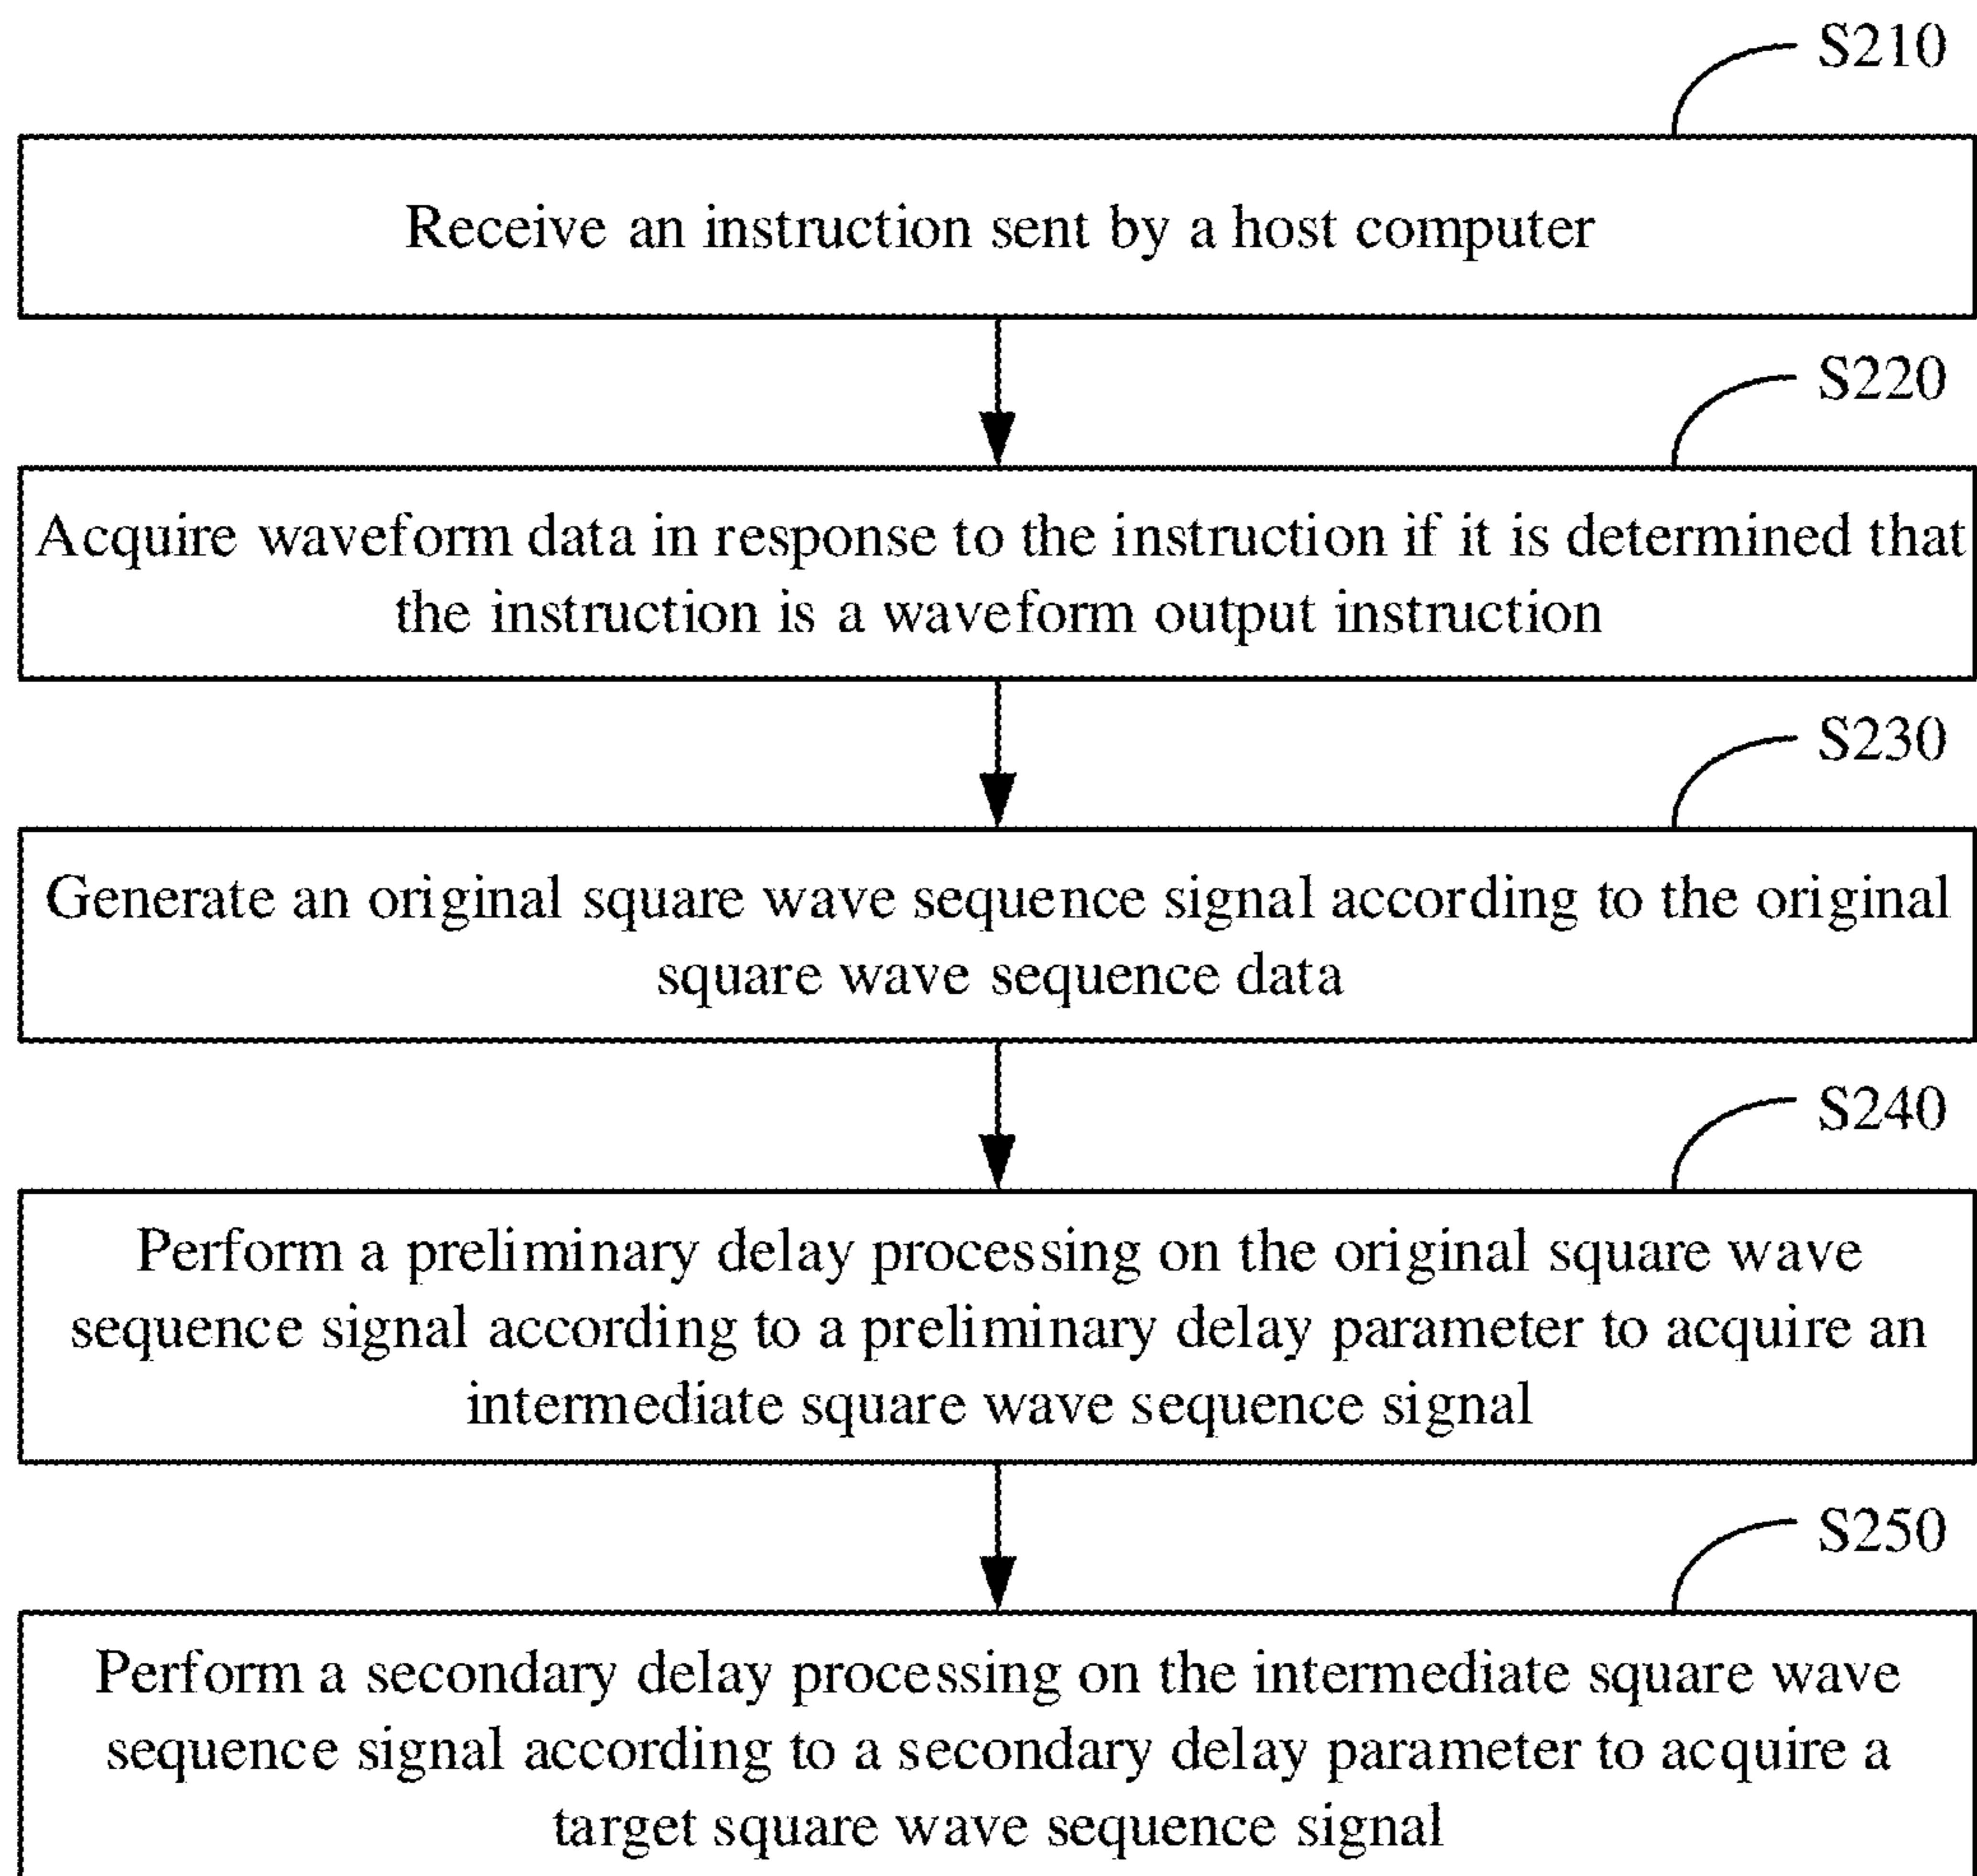 S210
Receive an instruction sent by a host computer
S220
Acquire waveform data in response to the instruction if it is determined that
the instruction is a waveform output instruction
S230
Generate an original square wave sequence signal according to the original
square wave sequence data
S240
Perform a preliminary delay processing on the original square wave
sequence signal according to a preliminary delay parameter to acquire an
intermediate square wave sequence signal
S250
Perform a secondary delay processing on the intermediate square wave
sequence signal according to a secondary delay parameter to acquire a
target square wave sequence signal